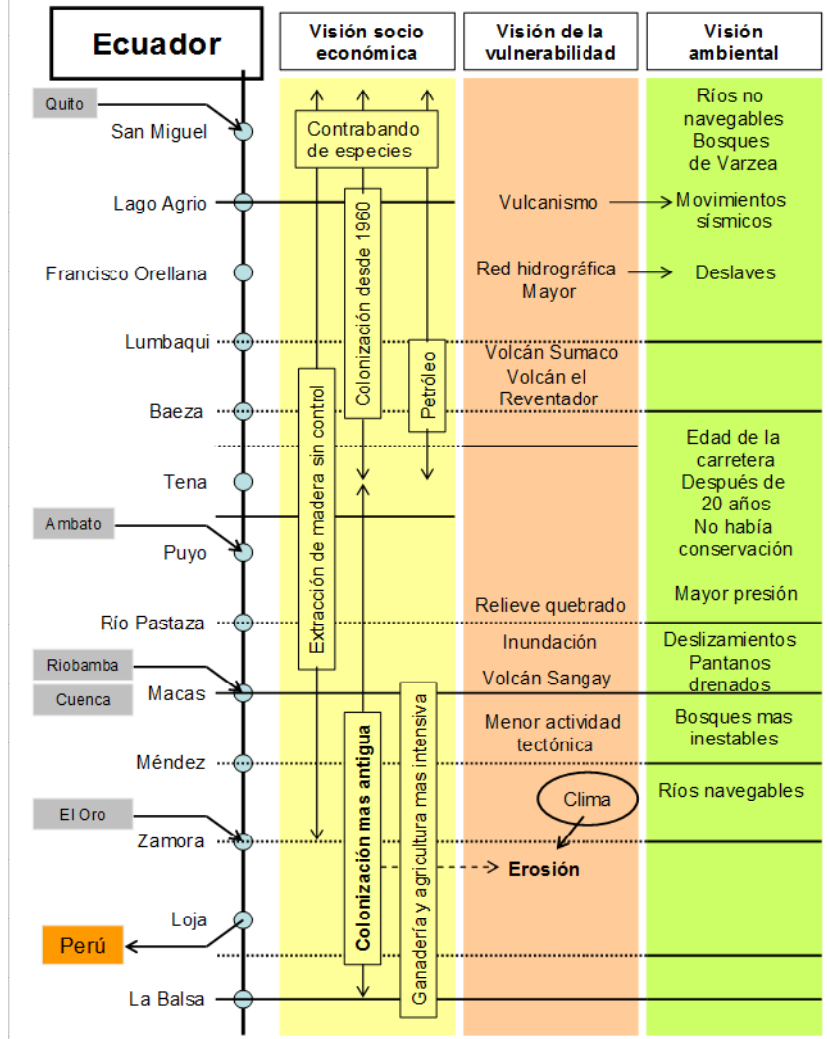 Ecuador
Visión socio
económica
Visión de la
vulnerabilidad
Visión
ambiental
Quito
San Miguel
Lago Agrio
Francisco Orellana
Lumbaqui
Baeza
Tena
Ambato
Puyo
Río Pastaza
Riobamba
Cuenca
Macas
Méndez
El Oro
Zamora
Loja
Perú
La Balsa
Contrabando
de especies
Colonización desde 1960
Petróleo
Extracción de madera sin control
Colonización mas antigua
Ganadería y agricultura mas intensiva
Vulcanismo
Red hidrográfica
Mayor
Volcán Sumaco
Volcán el
Reventador
Relieve quebrado
Inundación
Volcán Sangay
Menor actividad
tectónica
Clima
Erosión
Ríos no
navegables
Bosques
de Varzea
Movimientos
sísmicos
Deslaves
Edad de la
carretera
Después de
20 años
No había
conservación
Mayor presión
Deslizamientos
Pantanos
drenados
Bosques mas
inestables
Ríos navegables